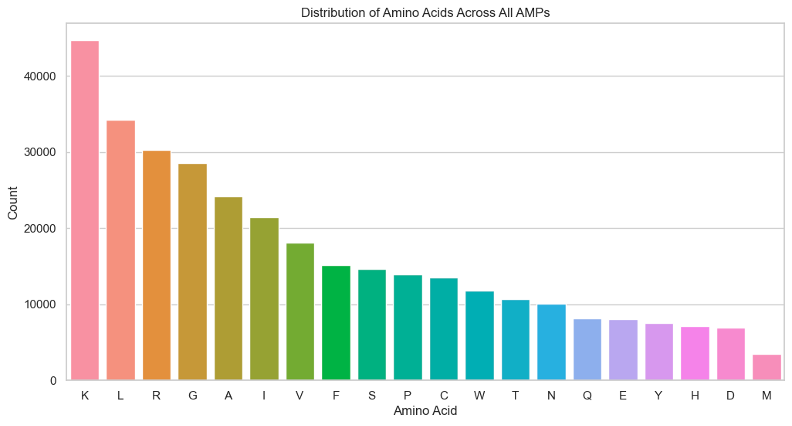 Distribution of Amino Acids Across All AMPs
Count
40000
30000
20000
10000
0
K L R G A I V F S P C W T N Q E Y H D M
Amino Acid